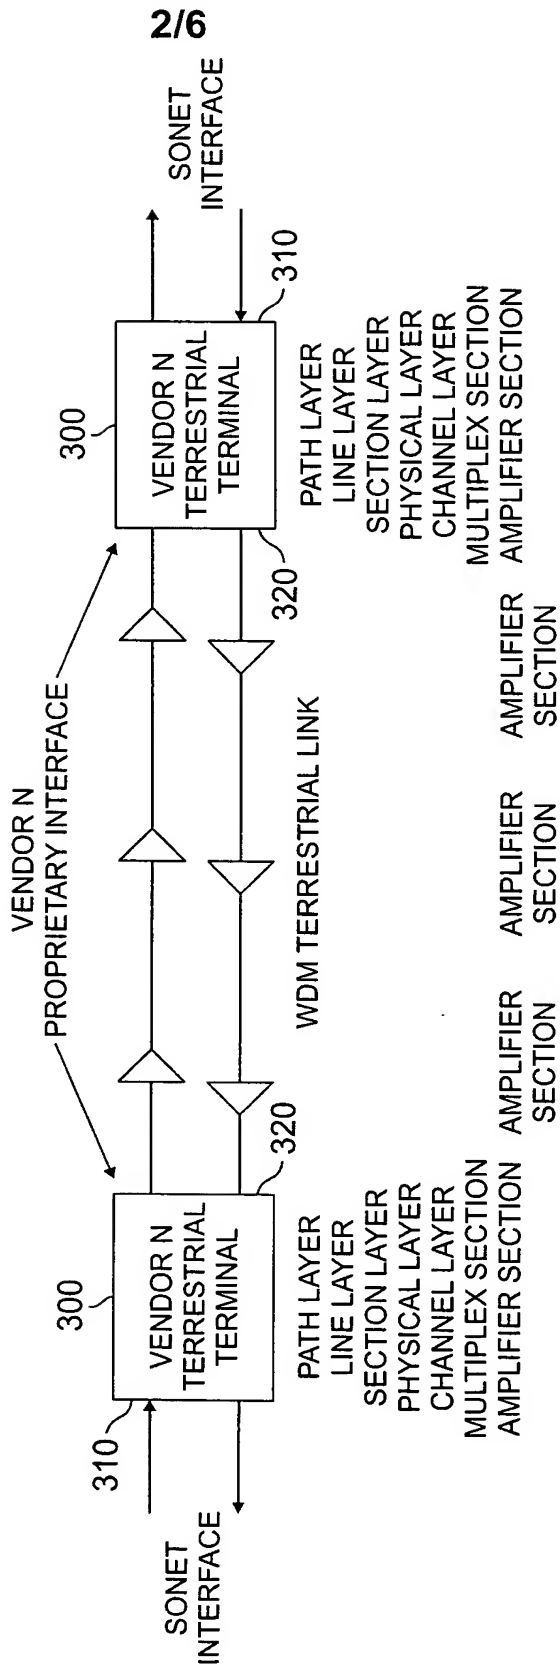 2/6
VENDOR N
PROPRIETARY INTERFACE
SONET
INTERFACE
310
300
VENDOR N
TERRESTRIAL
TERMINAL
320
WDM TERRESTRIAL LINK
300
VENDOR N
TERRESTRIAL
TERMINAL
320
310
SONET
INTERFACE
PATH LAYER
LINE LAYER
SECTION LAYER
PHYSICAL LAYER
CHANNEL LAYER
MULTIPLEX SECTION
AMPLIFIER SECTION
AMPLIFIER
SECTION
AMPLIFIER
SECTION
AMPLIFIER
SECTION
PATH LAYER
LINE LAYER
SECTION LAYER
PHYSICAL LAYER
CHANNEL LAYER
MULTIPLEX SECTION
AMPLIFIER SECTION